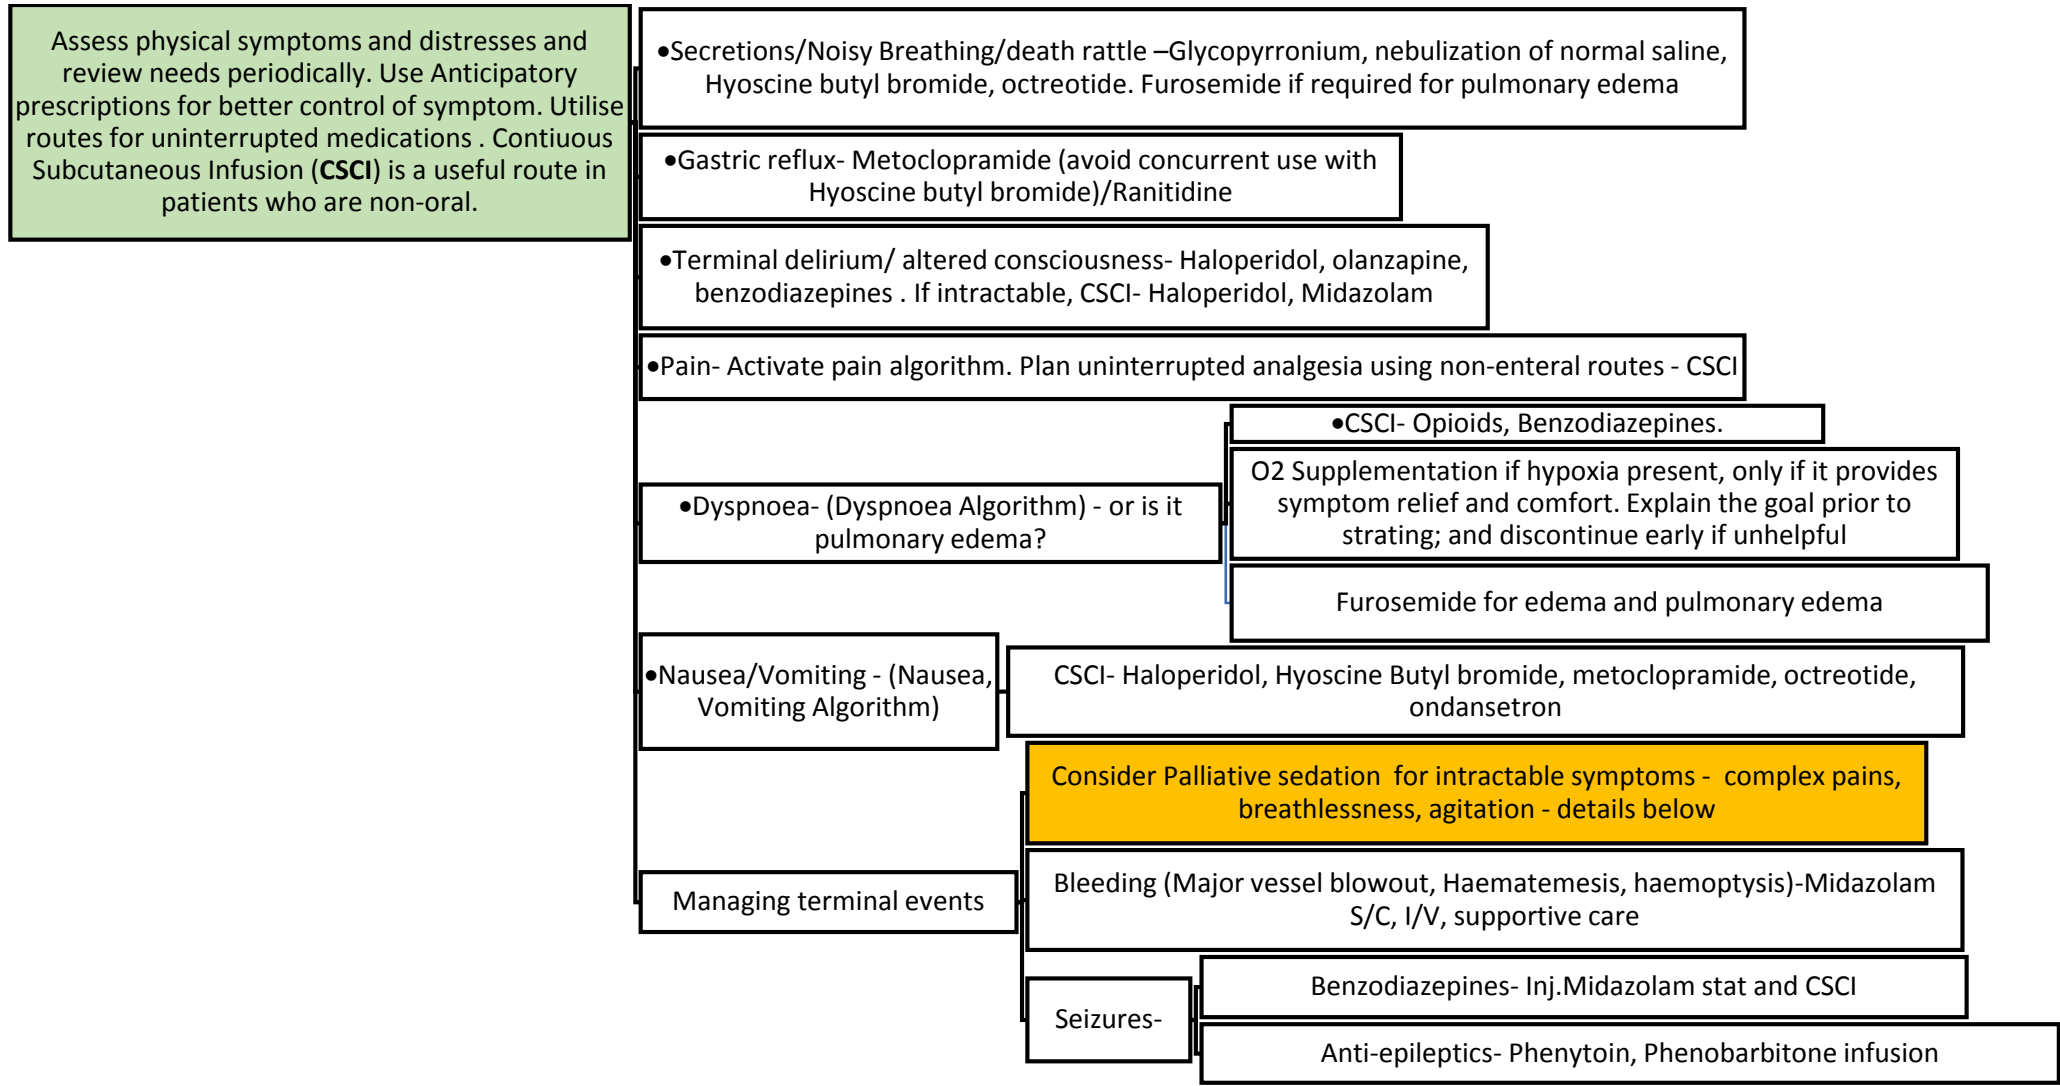 Assess physical symptoms and distresses and
review needs periodically. Use Anticipatory
prescriptions for better control of symptom. Utilise
routes for uninterrupted medications . Contiuous
Subcutaneous Infusion (CSCI) is a useful route in
patients who are non-oral.
•Secretions/Noisy Breathing/death rattle –Glycopyrronium, nebulization of normal saline,
Hyoscine butyl bromide, octreotide. Furosemide if required for pulmonary edema
•Gastric reflux- Metoclopramide (avoid concurrent use with
Hyoscine butyl bromide)/Ranitidine
•Terminal delirium/ altered consciousness- Haloperidol, olanzapine,
benzodiazepines . If intractable, CSCI- Haloperidol, Midazolam
•Pain- Activate pain algorithm. Plan uninterrupted analgesia using non-enteral routes - CSCI
•Dyspnoea- (Dyspnoea Algorithm) - or is it
pulmonary edema?
•CSCI- Opioids, Benzodiazepines.
O2 Supplementation if hypoxia present, only if it provides
symptom relief and comfort. Explain the goal prior to
strating; and discontinue early if unhelpful
Furosemide for edema and pulmonary edema
•Nausea/Vomiting - (Nausea,
Vomiting Algorithm)
CSCI- Haloperidol, Hyoscine Butyl bromide, metoclopramide, octreotide,
ondansetron
Managing terminal events
Consider Palliative sedation  for intractable symptoms -  complex pains,
breathlessness, agitation - details below
Bleeding (Major vessel blowout, Haematemesis, haemoptysis)-Midazolam
S/C, I/V, supportive care
Seizures-
Benzodiazepines- Inj.Midazolam stat and CSCI
Anti-epileptics- Phenytoin, Phenobarbitone infusion